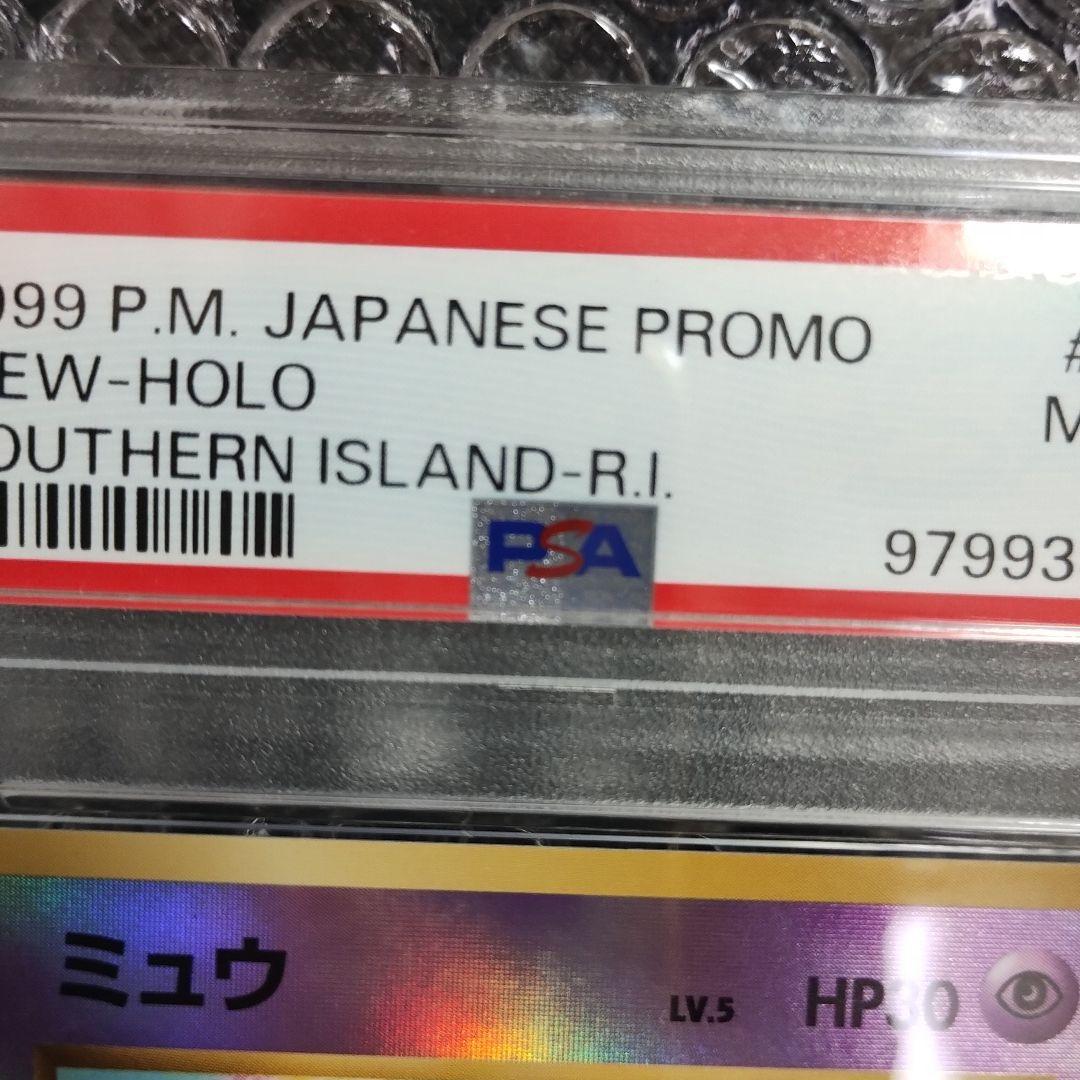 999 P.M. JAPANESE PROMO #
EW-HOLO M
OUTHERN ISLAND-R.I.
PSA
97993
ミュウ LV.5 HP30